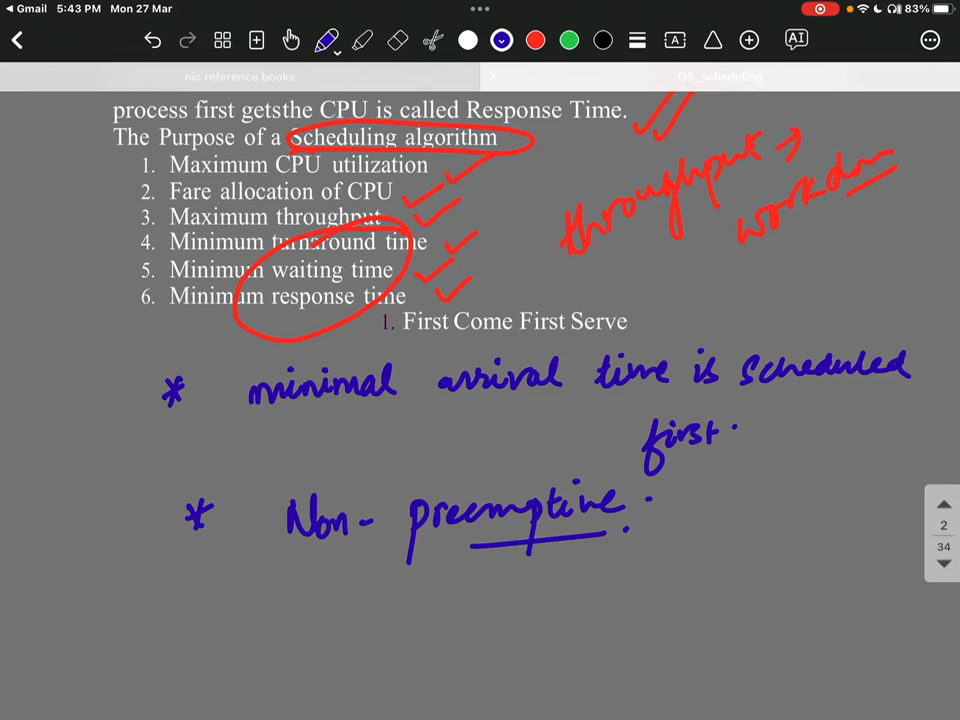 Gmail 5:43 PM Mon 27 Mar 83%
AI
nic reference books OS_scheduling
process first getsthe CPU is called Response Time.
The Purpose of a Scheduling algorithm
1. Maximum CPU utilization
2. Fare allocation of CPU
3. Maximum throughput
4. Minimum turnaround time
5. Minimum waiting time
6. Minimum response time
throughput →
work done
1. First Come First Serve
* minimal arrival time is scheduled
first.
* Non-preemptive.
2
34